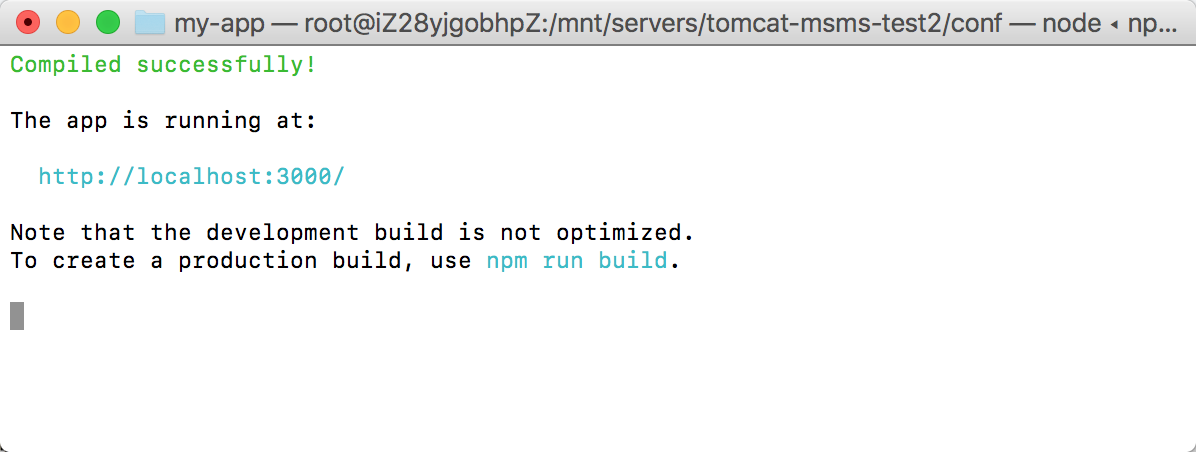 my-app — root@iZ28yjgobhpZ:/mnt/servers/tomcat-msms-test2/conf — node ◂ np...
Compiled successfully!
The app is running at:
http://localhost:3000/
Note that the development build is not optimized.
To create a production build, use npm run build.